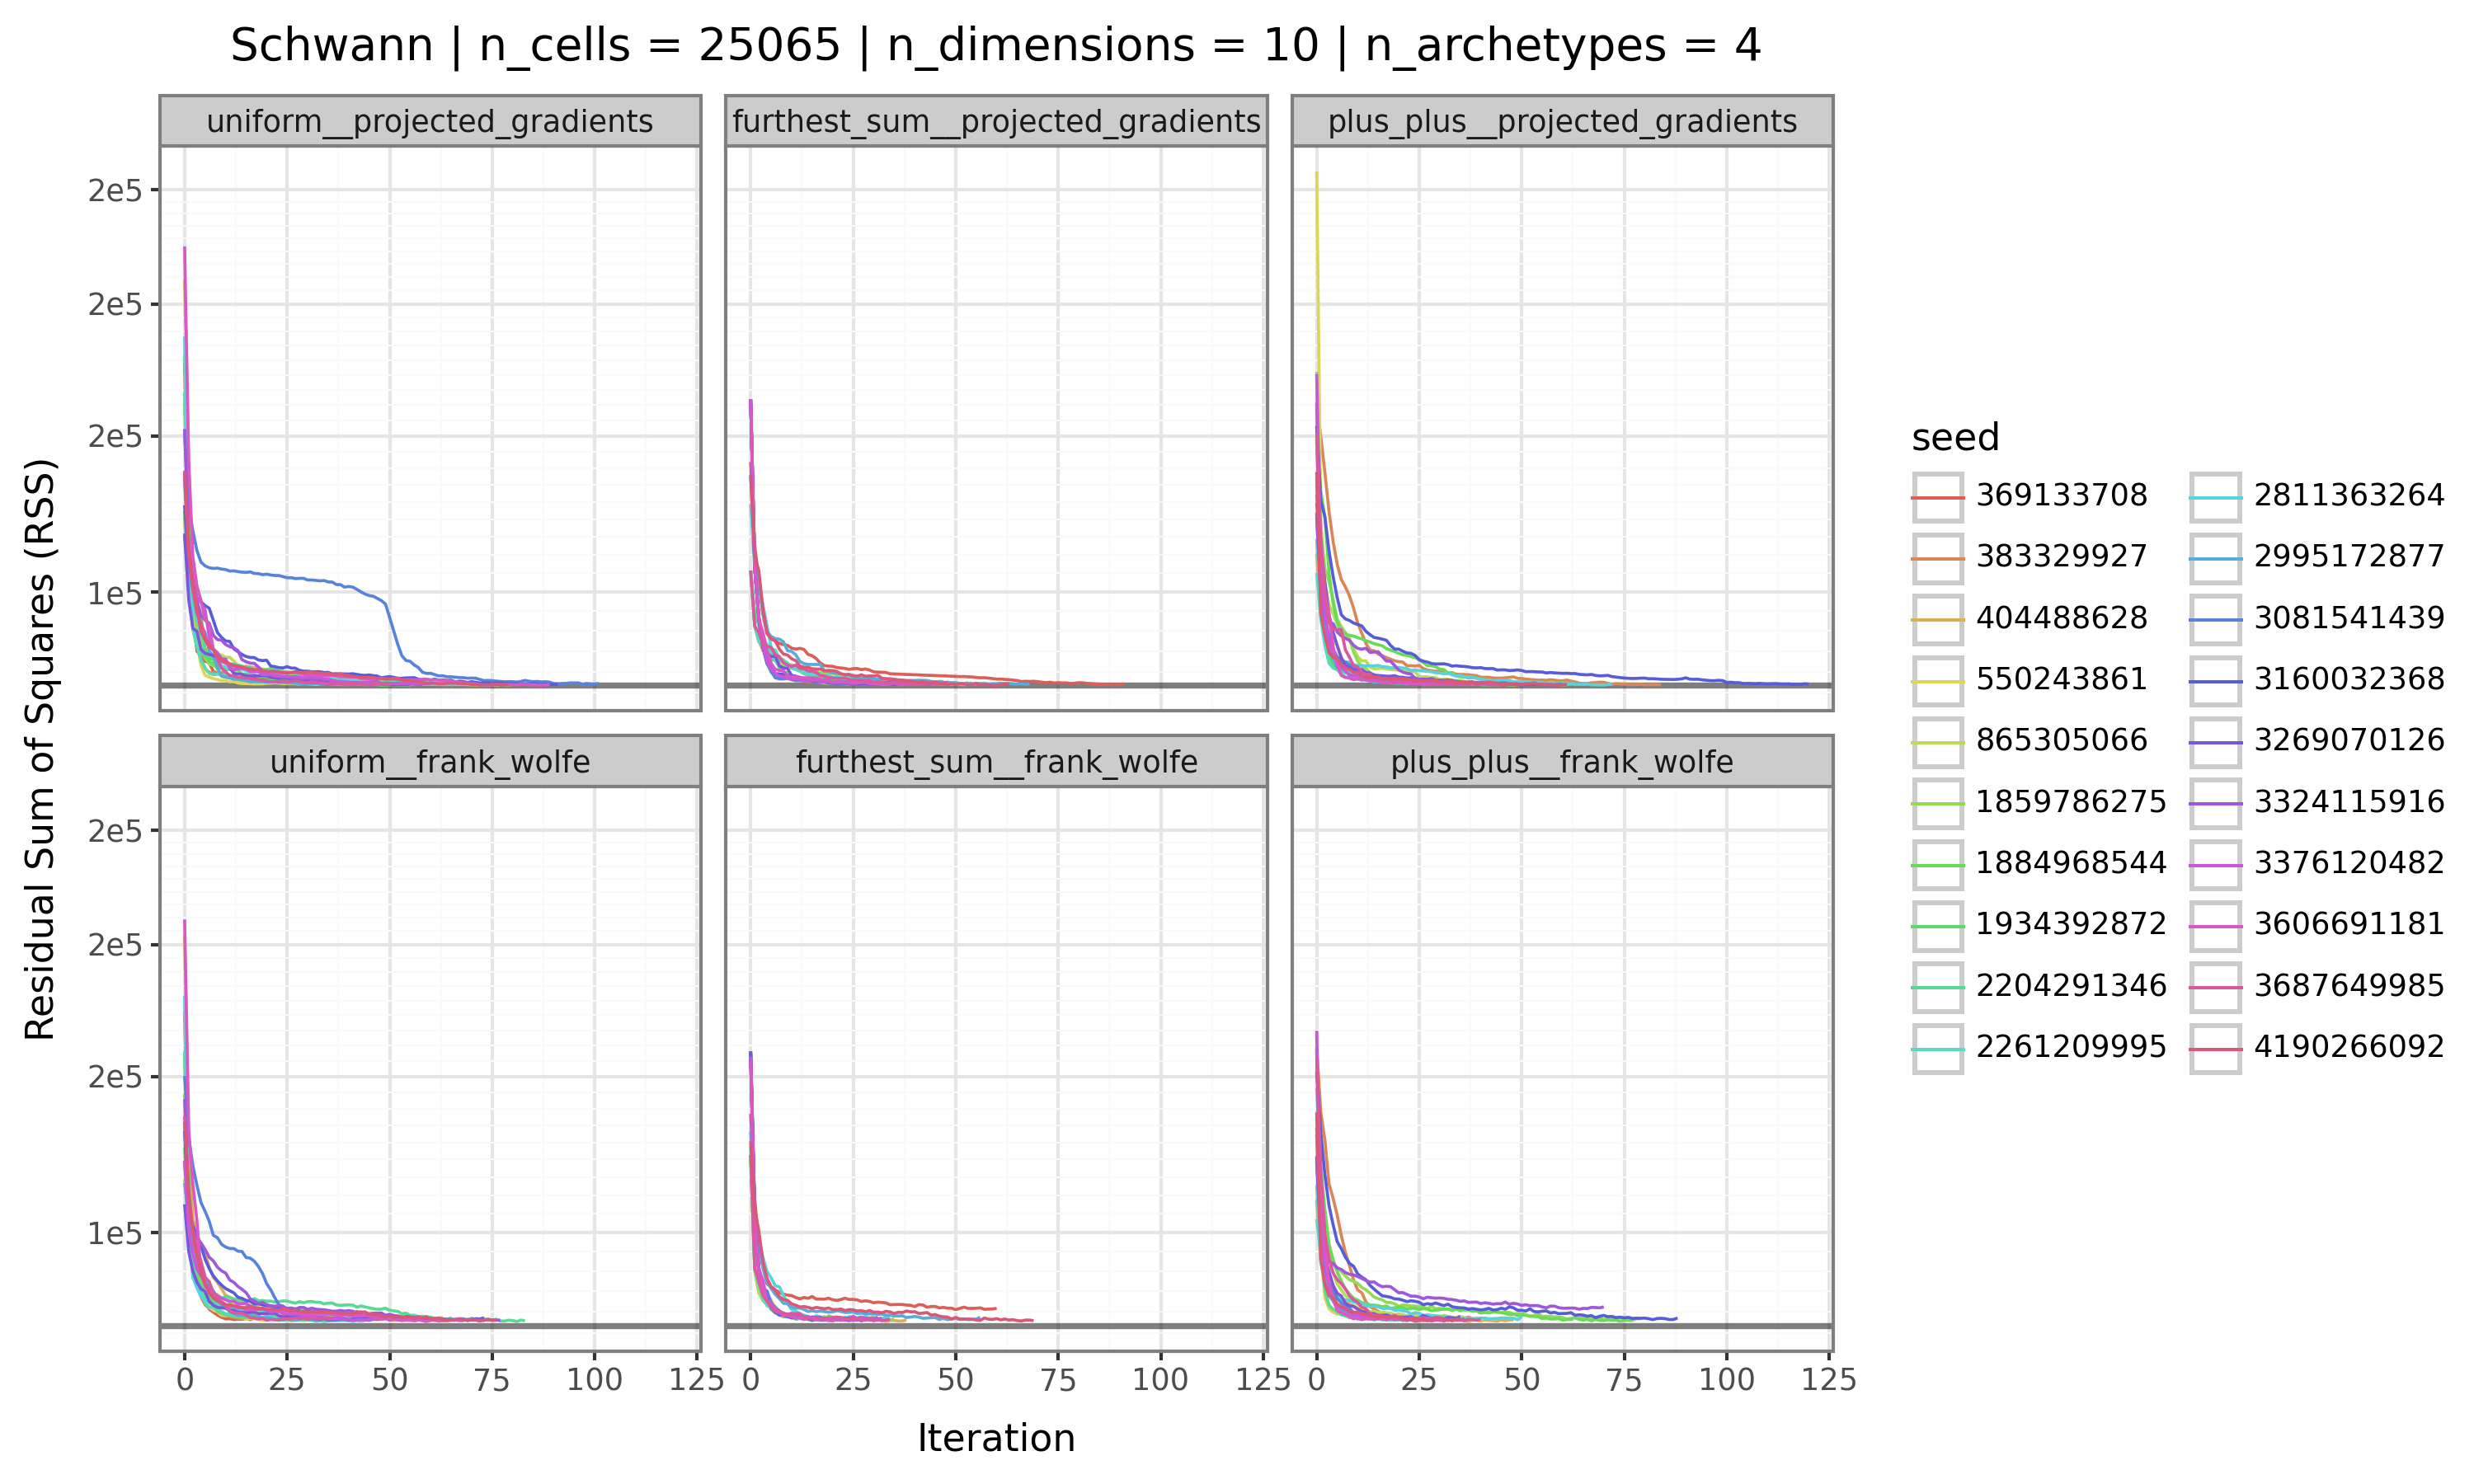 Schwann | n_cells = 25065 | n_dimensions = 10 | n_archetypes = 4
uniform__projected_gradients
furthest_sum__projected_gradients
plus_plus__projected_gradients
2e5
2e5
2e5
1e5
uniform__frank_wolfe
furthest_sum__frank_wolfe
plus_plus__frank_wolfe
2e5
2e5
2e5
1e5
0 25 50 75 100 125
0 25 50 75 100 125
0 25 50 75 100 125
Iteration
Residual Sum of Squares (RSS)
seed
369133708
383329927
404488628
550243861
865305066
1859786275
1884968544
1934392872
2204291346
2261209995
2811363264
2995172877
3081541439
3160032368
3269070126
3324115916
3376120482
3606691181
3687649985
4190266092